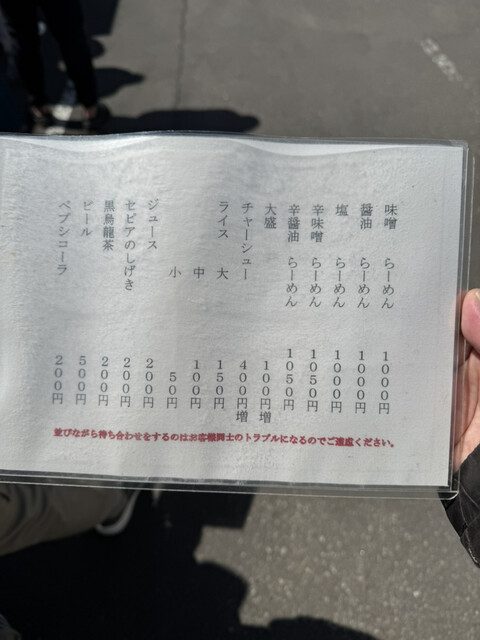 味噌 らーめん 1000円
醤油 らーめん 1000円
塩 らーめん 1000円
辛味噌 らーめん 1050円
辛醤油 らーめん 1050円
大盛 100円増
チャーシュー 400円増
ライス 大 150円
中 100円
小 50円
ジュース 200円
セピアのしげき 200円
黒烏龍茶 200円
ビール 500円
ペプシコーラ 200円
並びながら待ち合わせをするのはお客様同士のトラブルになるのでご遠慮ください。